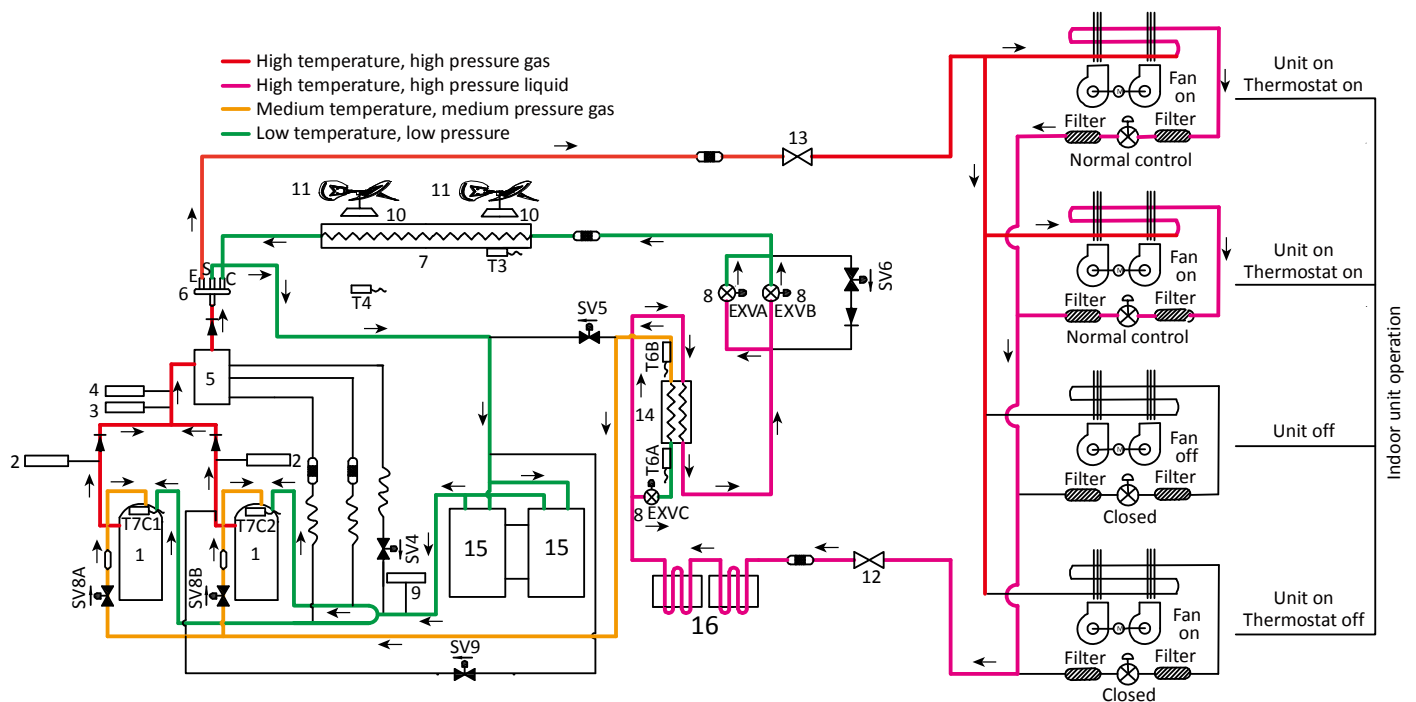 High temperature, high pressure gas
High temperature, high pressure liquid
Medium temperature, medium pressure gas
Low temperature, low pressure
13
11
11
10
10
7
T3
T4
E
S
C
6
5
4
3
2
2
T7C1
T7C2
1
1
SV8A
SV8B
SV4
9
SV9
15
15
SV5
T6B
14
T6A
8
EXVC
8
EXVA
8
EXVB
SV6
16
12
M
Fan
on
Filter
Filter
Normal control
Unit on
Thermostat on
M
Fan
on
Filter
Filter
Normal control
Unit on
Thermostat on
M
Fan
off
Filter
Filter
Closed
Unit off
M
Fan
on
Filter
Filter
Closed
Unit on
Thermostat off
Indoor unit operation